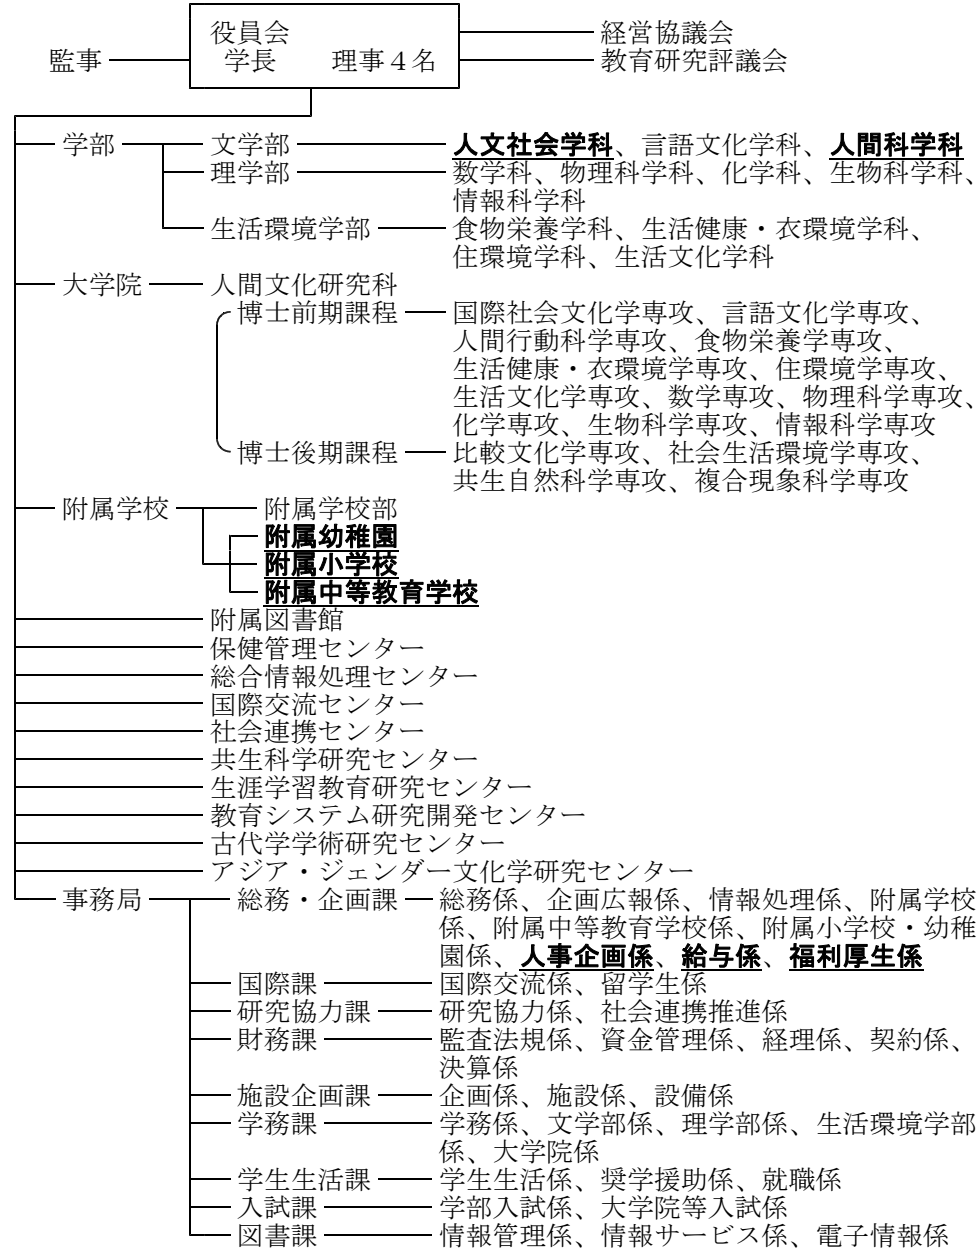 役員会
学長　　理事４名
監事
経営協議会
教育研究評議会
学部　文学部　人文社会学科、言語文化学科、人間科学科
理学部　数学科、物理科学科、化学科、生物科学科、
情報科学科
生活環境学部　食物栄養学科、生活健康・衣環境学科、
住環境学科、生活文化学科
大学院　人間文化研究科
博士前期課程　国際社会文化学専攻、言語文化学専攻、
人間行動科学専攻、食物栄養学専攻、
生活健康・衣環境学専攻、住環境学専攻、
生活文化学専攻、数学専攻、物理科学専攻、
化学専攻、生物科学専攻、情報科学専攻
博士後期課程　比較文化学専攻、社会生活環境学専攻、
共生自然科学専攻、複合現象科学専攻
附属学校　附属学校部
附属幼稚園
附属小学校
附属中等教育学校
附属図書館
保健管理センター
総合情報処理センター
国際交流センター
社会連携センター
共生科学研究センター
生涯学習教育研究センター
教育システム研究開発センター
古代学学術研究センター
アジア・ジェンダー文化学研究センター
事務局　総務・企画課　総務係、企画広報係、情報処理係、附属学校
係、附属中等教育学校係、附属小学校・幼稚
園係、人事企画係、給与係、福利厚生係
国際課　国際交流係、留学生係
研究協力課　研究協力係、社会連携推進係
財務課　監査法規係、資金管理係、経理係、契約係、
決算係
施設企画課　企画係、施設係、設備係
学務課　学務係、文学部係、理学部係、生活環境学部
係、大学院係
学生生活課　学生生活係、奨学援助係、就職係
入試課　学部入試係、大学院等入試係
図書課　情報管理係、情報サービス係、電子情報係